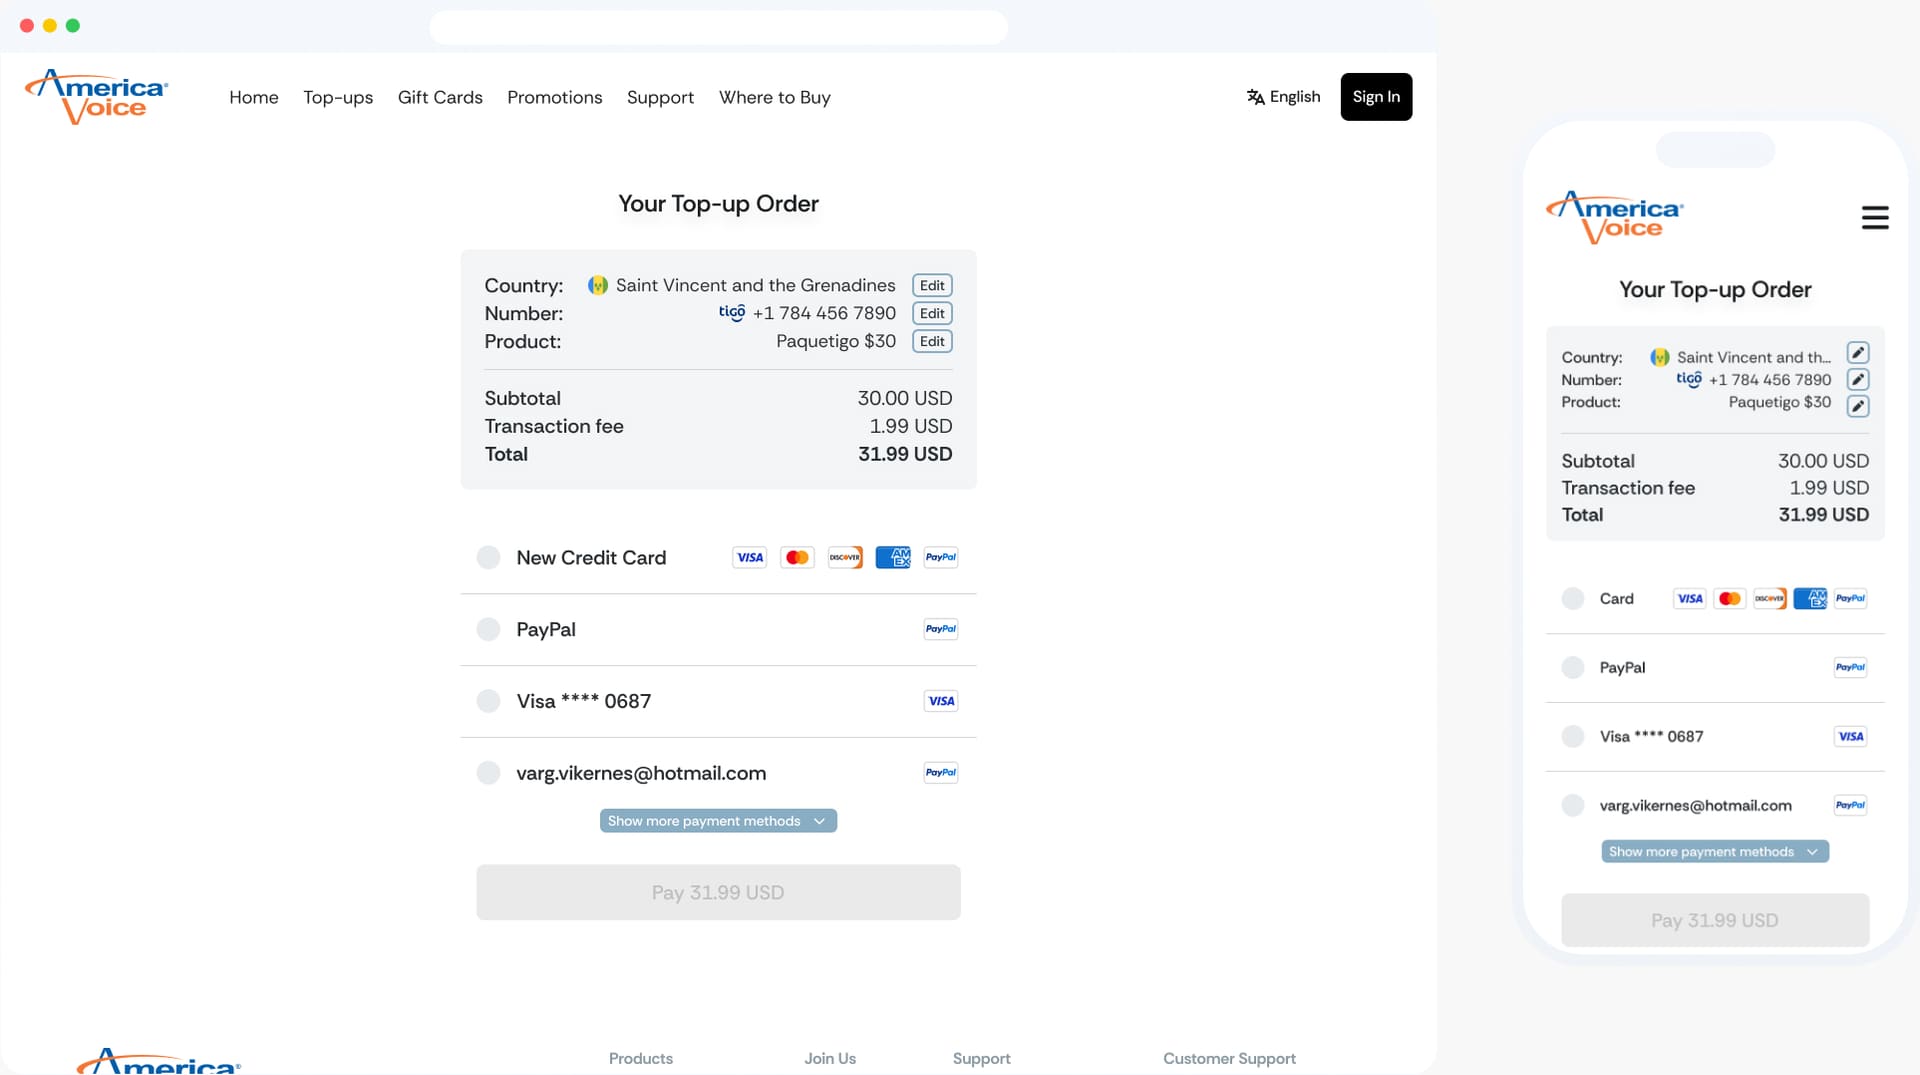 America®
Voice
Home
Top-ups
Gift Cards
Promotions
Support
Where to Buy
English
Sign In
Your Top-up Order
Country: Saint Vincent and the Grenadines Edit
Number: tigo +1 784 456 7890 Edit
Product: Paquetigo $30 Edit
Subtotal 30.00 USD
Transaction fee 1.99 USD
Total 31.99 USD
New Credit Card VISA DISCOVER AM EX PayPal
PayPal PayPal
Visa **** 0687 VISA
varg.vikernes@hotmail.com PayPal
Show more payment methods
Pay 31.99 USD
America®
Products
Join Us
Support
Customer Support
America®
Voice
Your Top-up Order
Country: Saint Vincent and th...
Number: tigo +1 784 456 7890
Product: Paquetigo $30
Subtotal 30.00 USD
Transaction fee 1.99 USD
Total 31.99 USD
Card VISA DISCOVER AM EX PayPal
PayPal PayPal
Visa **** 0687 VISA
varg.vikernes@hotmail.com PayPal
Show more payment methods
Pay 31.99 USD